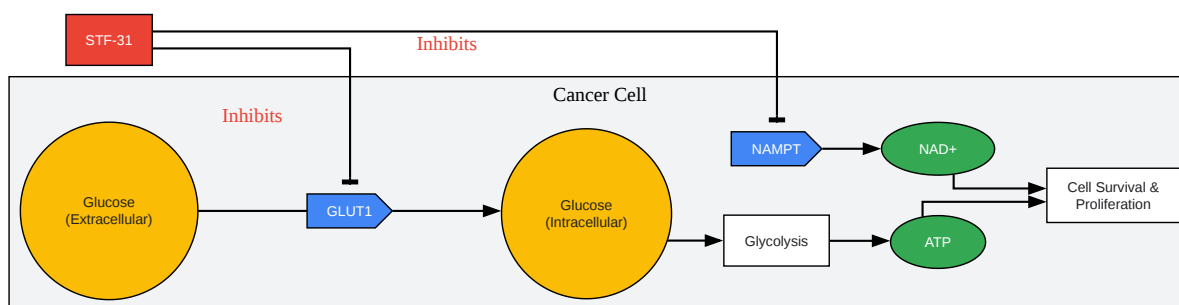 STF-31
Inhibits
Cancer Cell
Inhibits
NAMPT
NAD+
Glucose
(Extracellular)
GLUT1
Glucose
(Intracellular)
Glycolysis
ATP
Cell Survival &
Proliferation